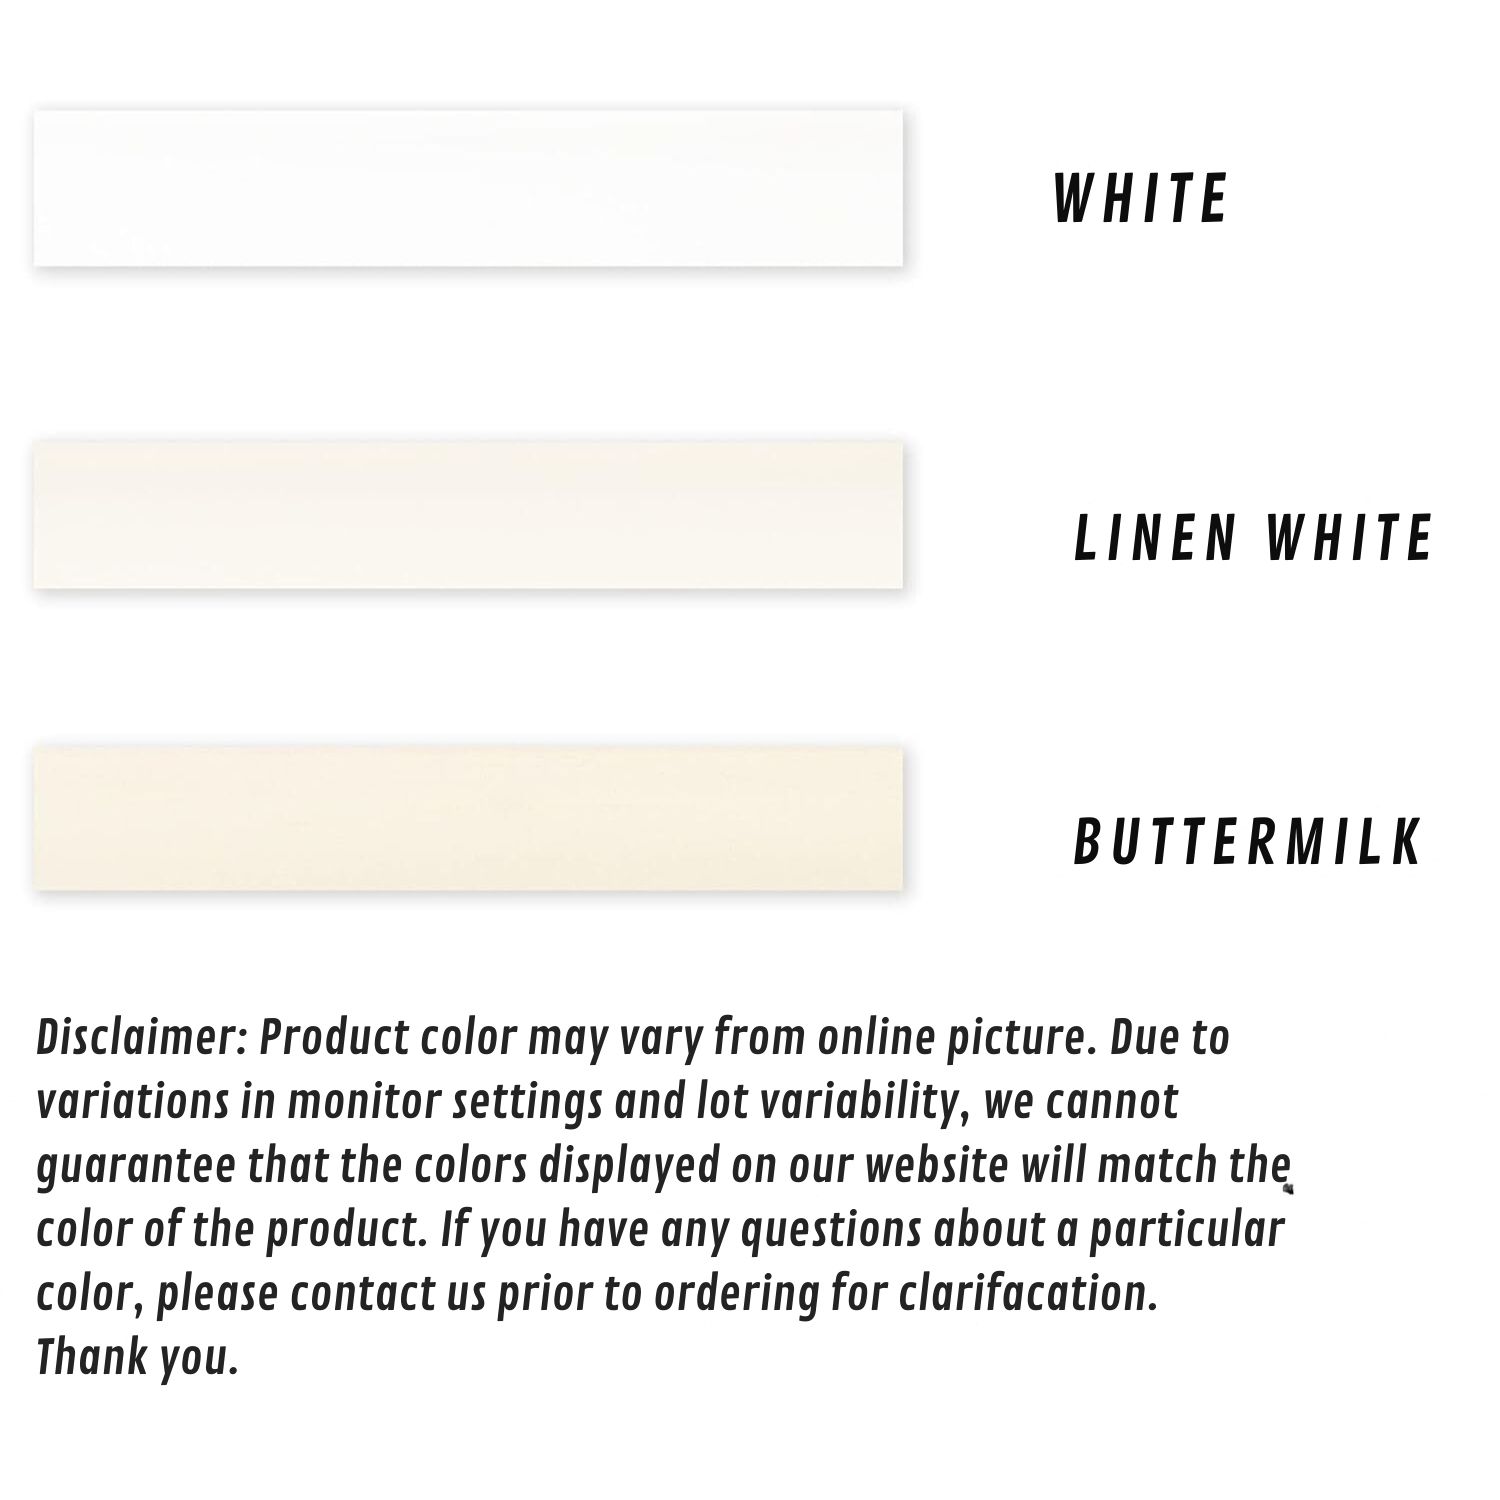 WHITE
LINEN WHITE
BUTTERMILK
Disclaimer: Product color may vary from online picture. Due to
variations in monitor settings and lot variability, we cannot
guarantee that the colors displayed on our website will match the
color of the product. If you have any questions about a particular
color, please contact us prior to ordering for clarifacation.
Thank you.